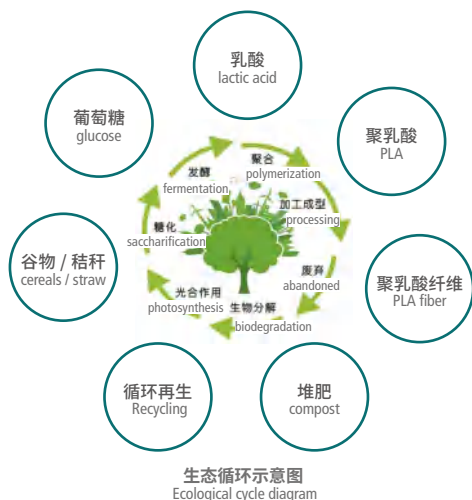 乳酸
lactic acid
葡萄糖
glucose
聚乳酸
PLA
发酵
fermentation
聚合
polymerization
糖化
saccharification
加工成型
processing
谷物 / 秸秆
cereals / straw
废弃
abandoned
聚乳酸纤维
PLA fiber
光合作用
photosynthesis
生物分解
biodegradation
循环再生
Recycling
堆肥
compost
生态循环示意图
Ecological cycle diagram